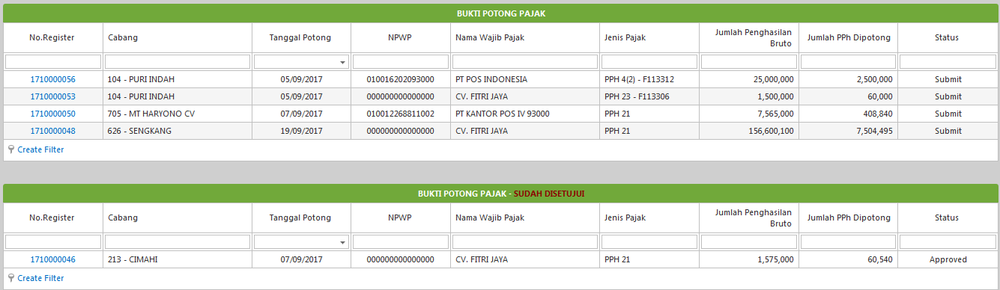 BUKTI POTONG PAJAK
No.Register Cabang Tanggal Potong NPWP Nama Wajib Pajak Jenis Pajak Jumlah Penghasilan Bruto Jumlah PPh Dipotong Status
1710000056 104 - PURI INDAH 05/09/2017 010016202093000 PT POS INDONESIA PPH 4(2) - F113312 25,000,000 2,500,000 Submit
1710000053 104 - PURI INDAH 05/09/2017 000000000000000 CV. FITRI JAYA PPH 23 - F113306 1,500,000 60,000 Submit
1710000050 705 - MT HARYONO CV 07/09/2017 010012268811002 PT KANTOR POS IV 93000 PPH 21 7,565,000 408,840 Submit
1710000048 626 - SENGKANG 19/09/2017 000000000000000 CV. FITRI JAYA PPH 21 156,600,100 7,504,495 Submit
Create Filter
BUKTI POTONG PAJAK - SUDAH DISETUJUI
No.Register Cabang Tanggal Potong NPWP Nama Wajib Pajak Jenis Pajak Jumlah Penghasilan Bruto Jumlah PPh Dipotong Status
1710000046 213 - CIMAHI 07/09/2017 000000000000000 CV. FITRI JAYA PPH 21 1,575,000 60,540 Approved
Create Filter